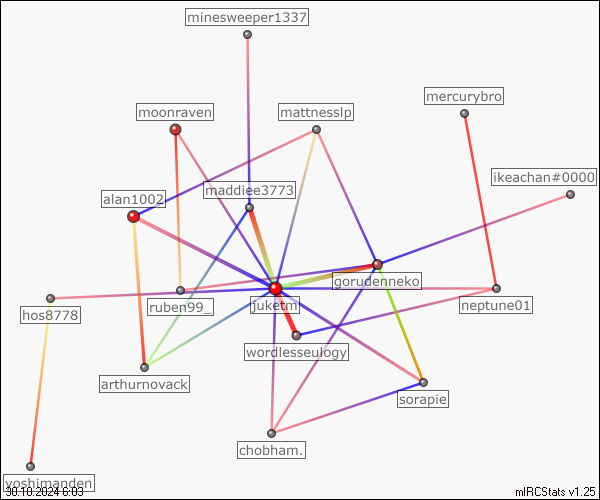 minesweeper1337
mercurybro
moonraven
mattnesslp
ikeachan#0000
maddiee3773
alan1002
gorudenneko
juketm
ruben99_
neptune01
hos8778
wordlesseulogy
arthurnovack
sorapie
chobham.
yoshimanden
30.10.2024 6:03
mIRCStats v1.25